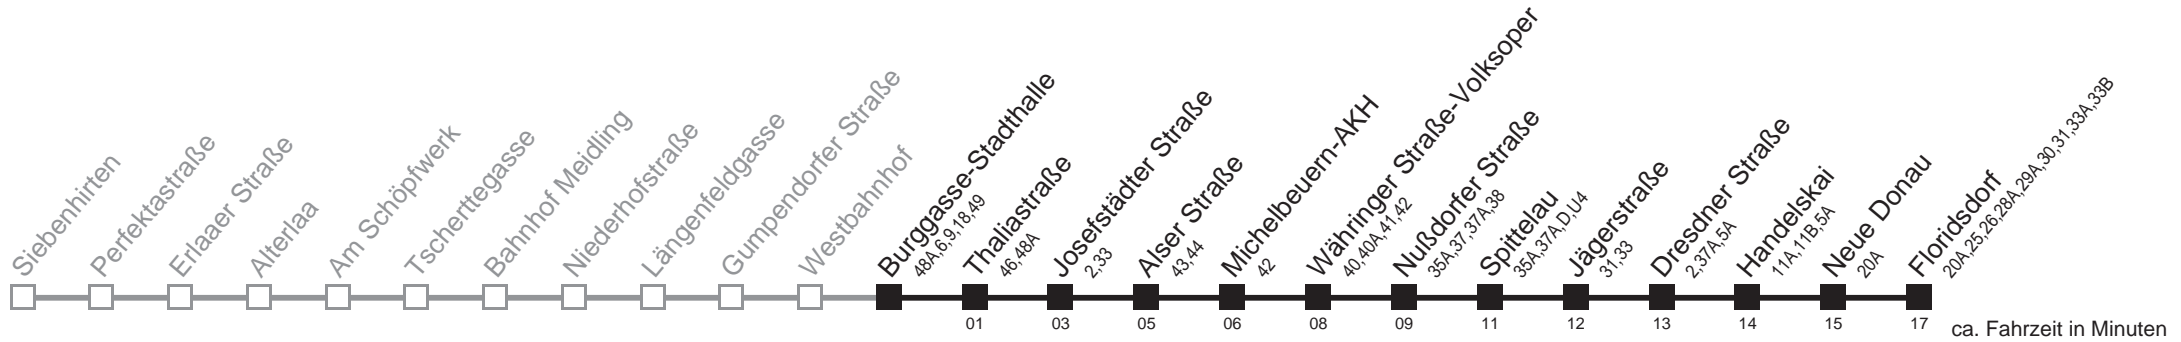 Siebenhirten
Perfektastraße
Erlaaer Straße
Alterlaa
Am Schöpfwerk
Tscherttegasse
Bahnhof Meidling
Niederhofstraße
Längenfeldgasse
Gumpendorfer Straße
Westbahnhof
Burggasse-Stadthalle
48A,6,9,18,49
Thaliastraße
46,48A
Josefstädter Straße
2,33
Alser Straße
43,44
Michelbeuern-AKH
42
Währinger Straße-Volksoper
40,40A,41,42
Nußdorfer Straße
35A,37,37A,38
Spittelau
35A,37A,D,U4
Jägerstraße
31,33
Dresdner Straße
2,37A,5A
Handelskai
11A,11B,5A
Neue Donau
20A
Floridsdorf
20A,25,26,28A,29A,30,31,33A,33B
01 03 05 06 08 09 11 12 13 14 15 17 ca. Fahrzeit in Minuten